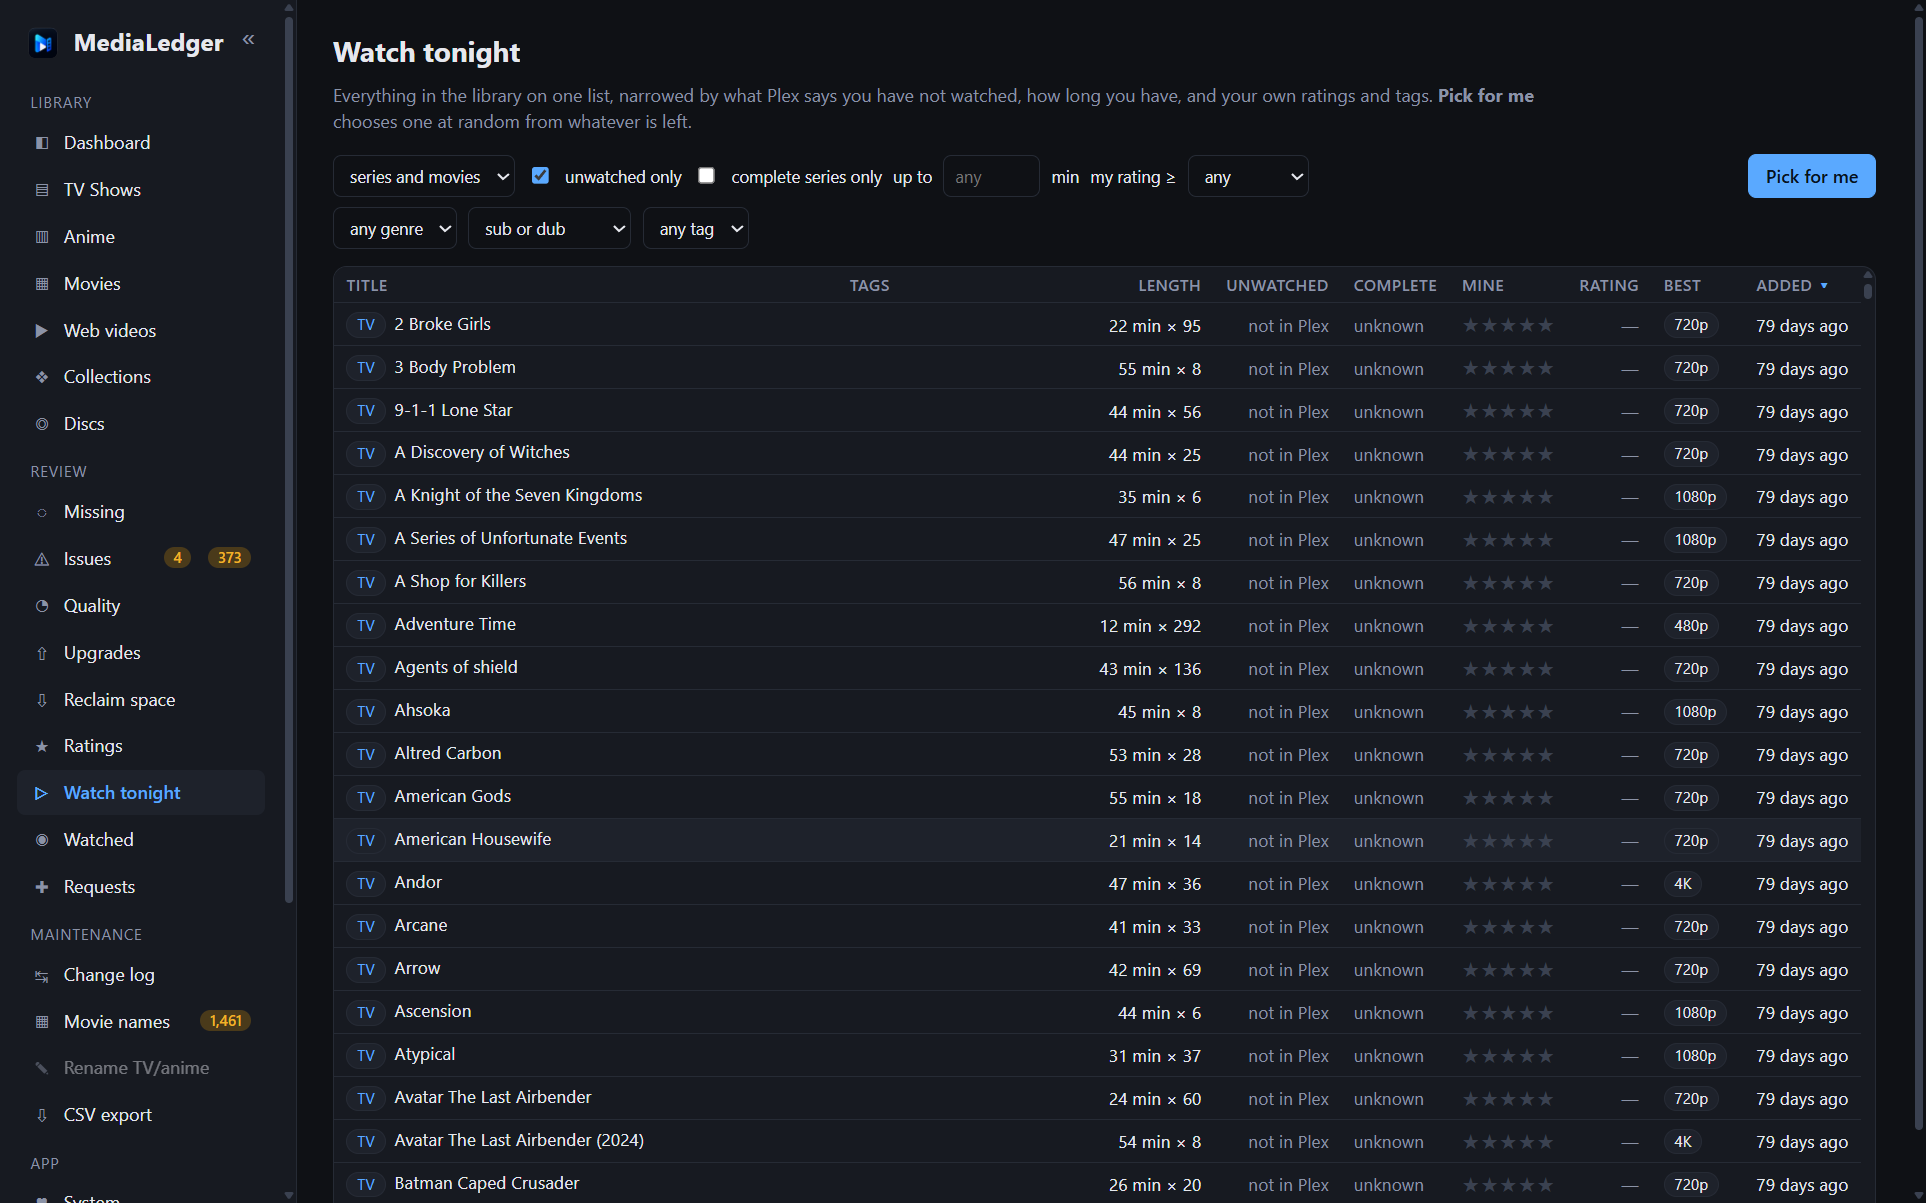 MediaLedger «
LIBRARY
Dashboard
TV Shows
Anime
Movies
Web videos
Collections
Discs
REVIEW
Missing
Issues 4 373
Quality
Upgrades
Reclaim space
Ratings
Watch tonight
Watched
Requests
MAINTENANCE
Change log
Movie names 1,461
Rename TV/anime
CSV export
APP
System
Watch tonight
Everything in the library on one list, narrowed by what Plex says you have not watched, how long you have, and your own ratings and tags. Pick for me
chooses one at random from whatever is left.
series and movies unwatched only complete series only up to any min my rating ≥ any Pick for me
any genre sub or dub any tag
TITLE TAGS LENGTH UNWATCHED COMPLETE MINE RATING BEST ADDED ▼
TV 2 Broke Girls 22 min × 95 not in Plex unknown ★★★★★ — 720p 79 days ago
TV 3 Body Problem 55 min × 8 not in Plex unknown ★★★★★ — 720p 79 days ago
TV 9-1-1 Lone Star 44 min × 56 not in Plex unknown ★★★★★ — 720p 79 days ago
TV A Discovery of Witches 44 min × 25 not in Plex unknown ★★★★★ — 720p 79 days ago
TV A Knight of the Seven Kingdoms 35 min × 6 not in Plex unknown ★★★★★ — 1080p 79 days ago
TV A Series of Unfortunate Events 47 min × 25 not in Plex unknown ★★★★★ — 1080p 79 days ago
TV A Shop for Killers 56 min × 8 not in Plex unknown ★★★★★ — 720p 79 days ago
TV Adventure Time 12 min × 292 not in Plex unknown ★★★★★ — 480p 79 days ago
TV Agents of shield 43 min × 136 not in Plex unknown ★★★★★ — 720p 79 days ago
TV Ahsoka 45 min × 8 not in Plex unknown ★★★★★ — 1080p 79 days ago
TV Altred Carbon 53 min × 28 not in Plex unknown ★★★★★ — 720p 79 days ago
TV American Gods 55 min × 18 not in Plex unknown ★★★★★ — 720p 79 days ago
TV American Housewife 21 min × 14 not in Plex unknown ★★★★★ — 720p 79 days ago
TV Andor 47 min × 36 not in Plex unknown ★★★★★ — 4K 79 days ago
TV Arcane 41 min × 33 not in Plex unknown ★★★★★ — 720p 79 days ago
TV Arrow 42 min × 69 not in Plex unknown ★★★★★ — 720p 79 days ago
TV Ascension 44 min × 6 not in Plex unknown ★★★★★ — 1080p 79 days ago
TV Atypical 31 min × 37 not in Plex unknown ★★★★★ — 1080p 79 days ago
TV Avatar The Last Airbender 24 min × 60 not in Plex unknown ★★★★★ — 720p 79 days ago
TV Avatar The Last Airbender (2024) 54 min × 8 not in Plex unknown ★★★★★ — 4K 79 days ago
TV Batman Caped Crusader 26 min × 20 not in Plex unknown ★★★★★ — 720p 79 days ago